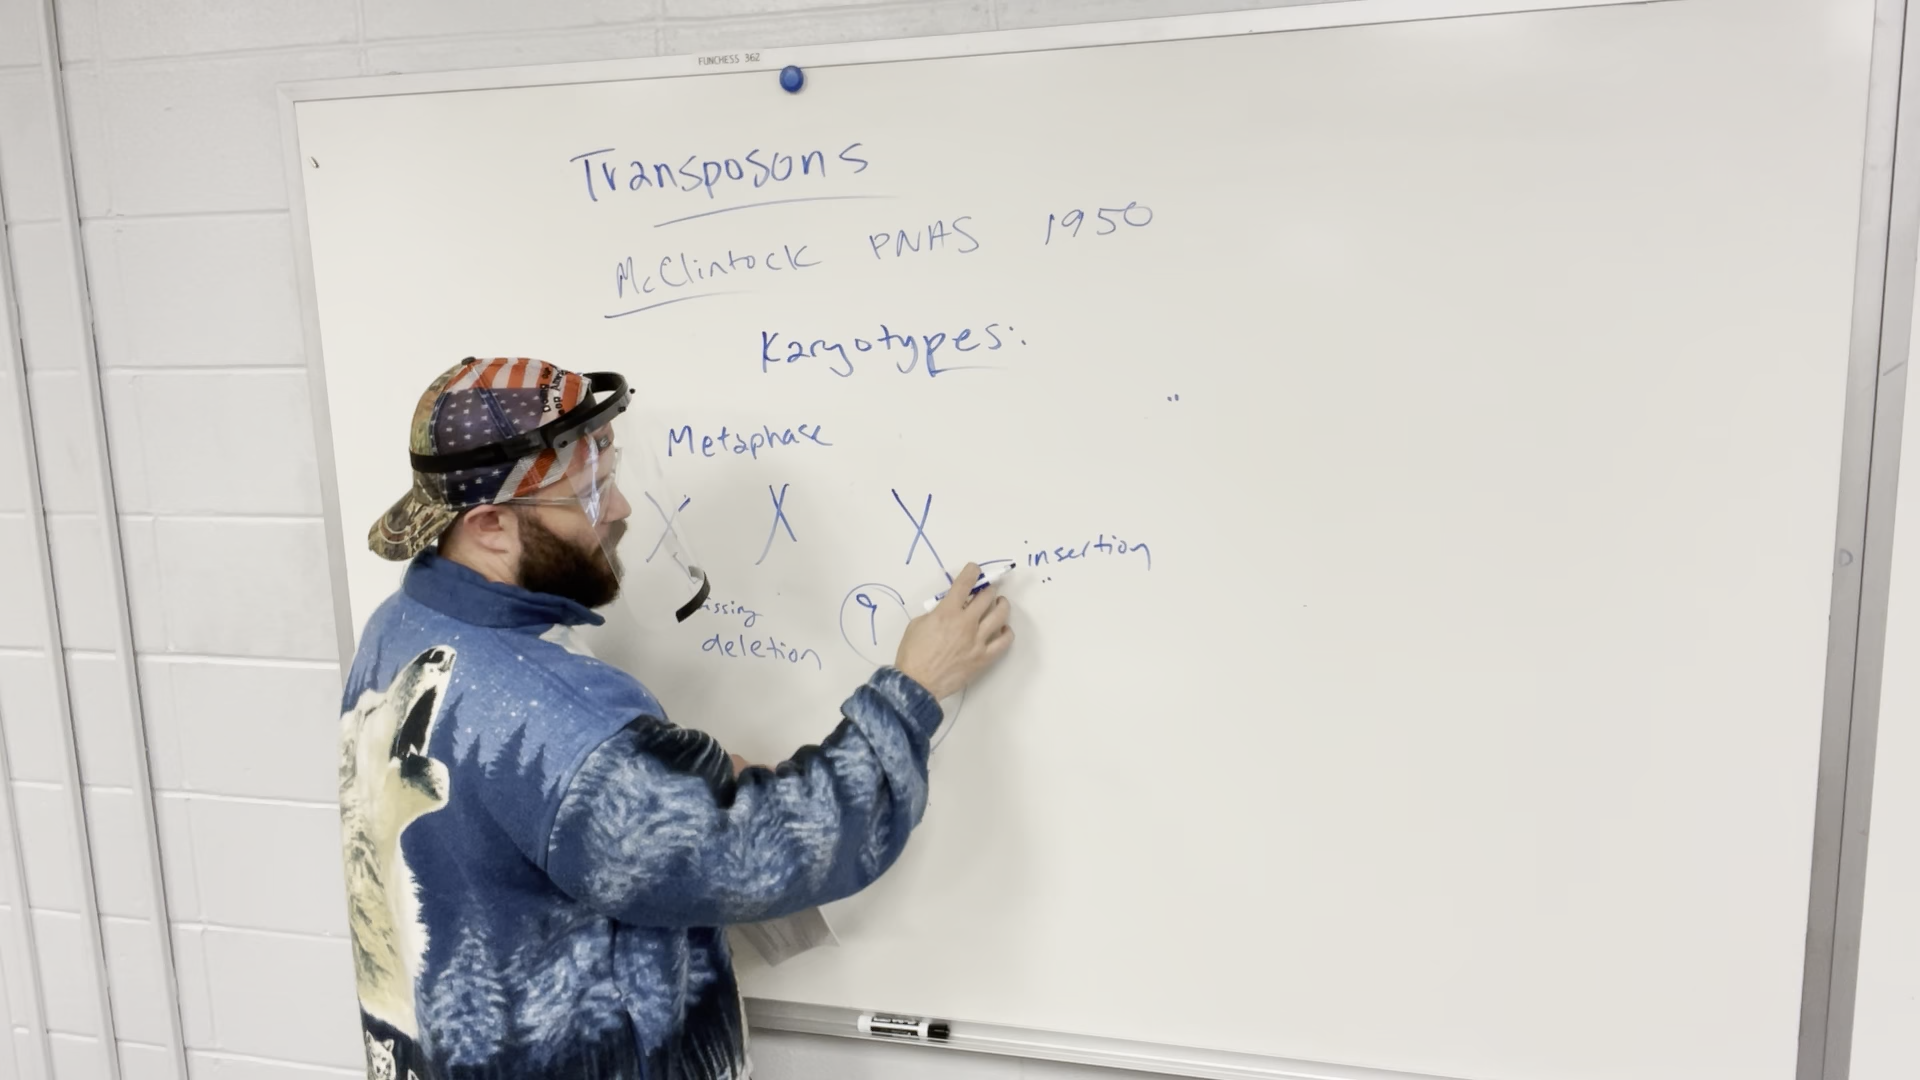 FUNCHESS 362
Transposons
McClintock PNAS 1950
Karyotypes:
Metaphase
insertion
9
deletion